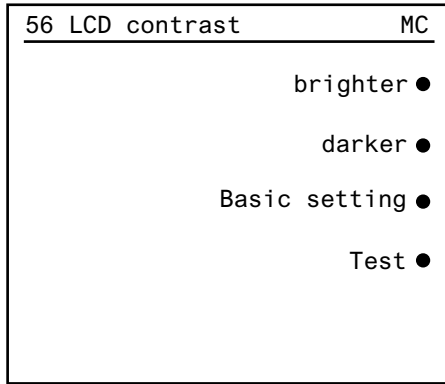 56 LCD contrast MC
brighter
darker
Basic setting
Test